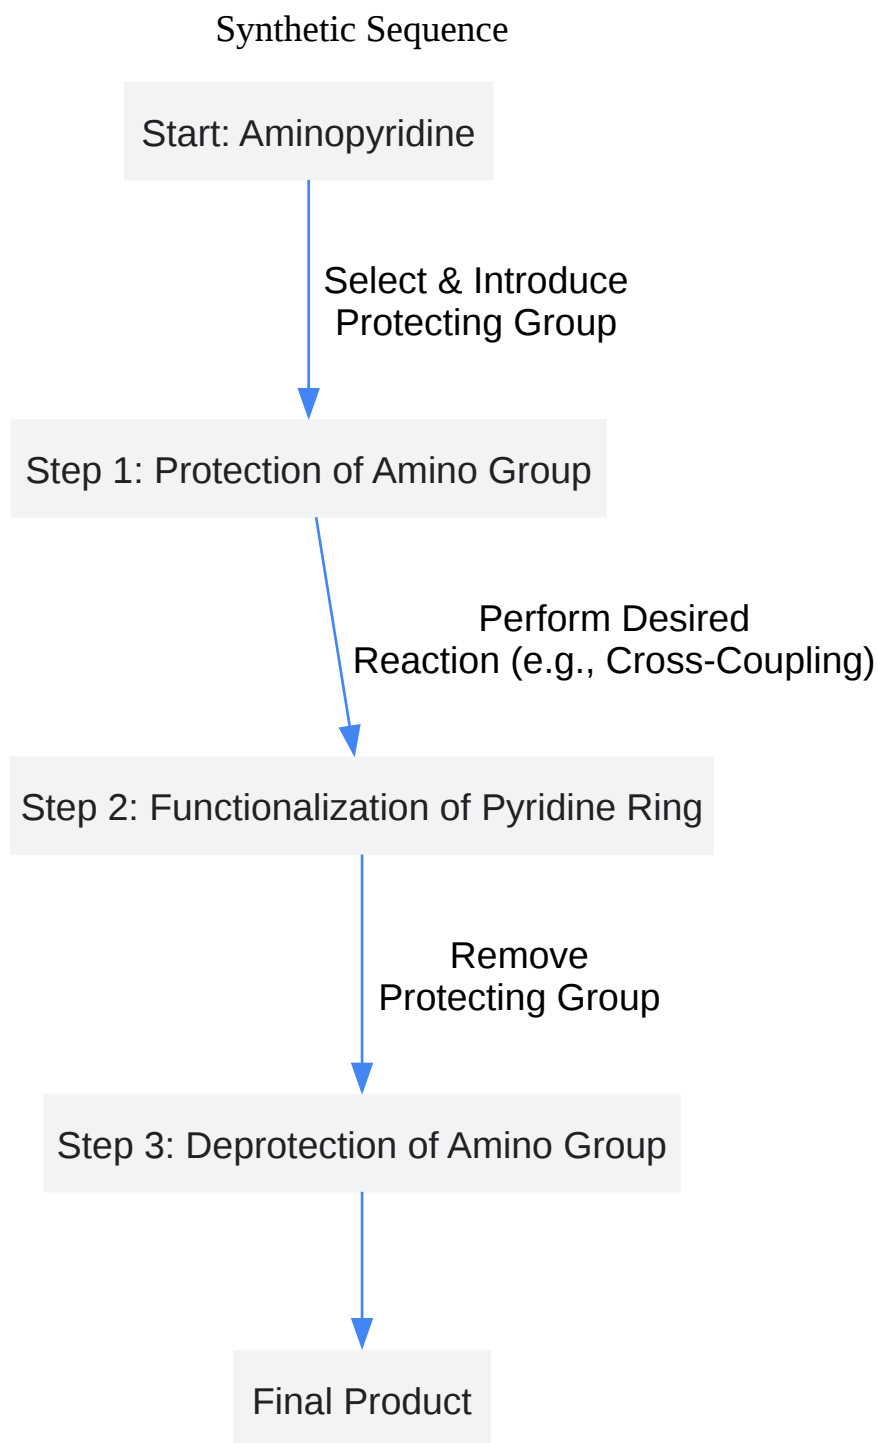 Synthetic Sequence
Start: Aminopyridine
Select & Introduce
Protecting Group
Step 1: Protection of Amino Group
Perform Desired
Reaction (e.g., Cross-Coupling)
Step 2: Functionalization of Pyridine Ring
Remove
Protecting Group
Step 3: Deprotection of Amino Group
Final Product